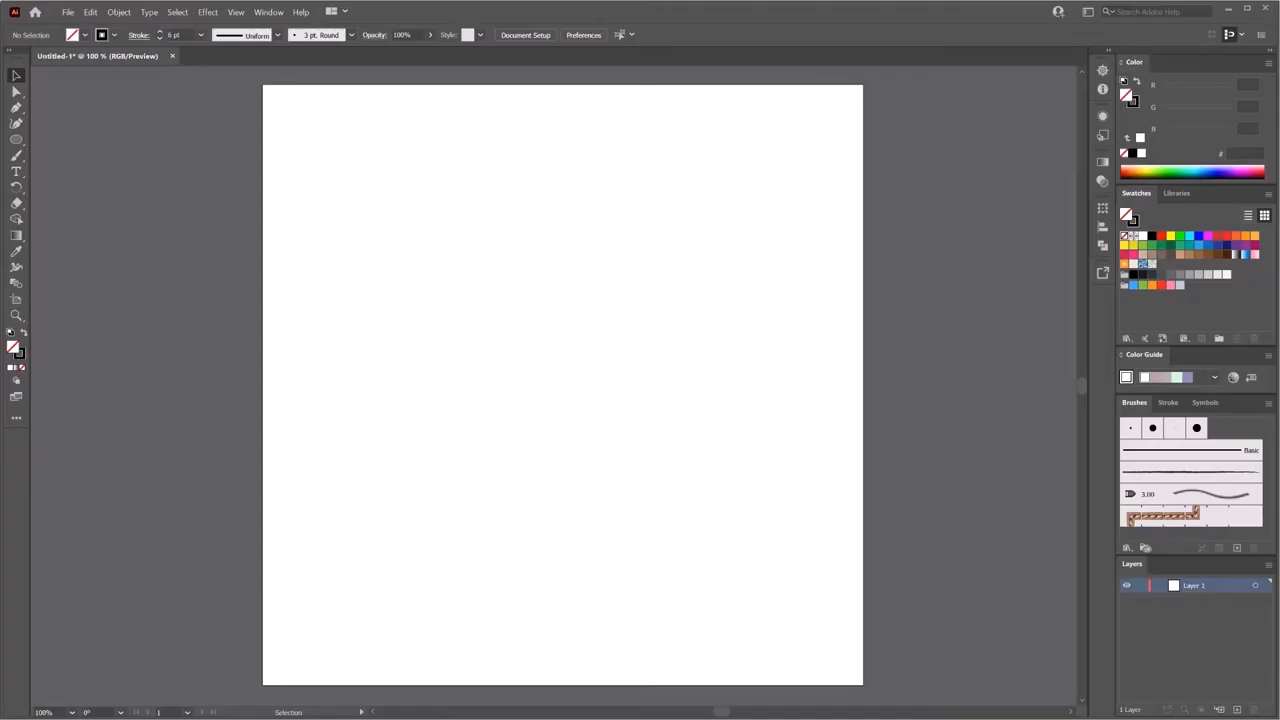 Ai File Edit Object Type Select Effect View Window Help Search Adobe Help
No Selection Stroke: 6 pt Uniform 3 pt. Round Opacity: 100% Style: Document Setup Preferences
Untitled-1* @ 100 % (RGB/Preview)
Color
R
G
B
#
Swatches Libraries
Color Guide
Brushes Stroke Symbols
Basic
3.00
Layers
Layer 1
1 Layer
100% 0° 1 Selection